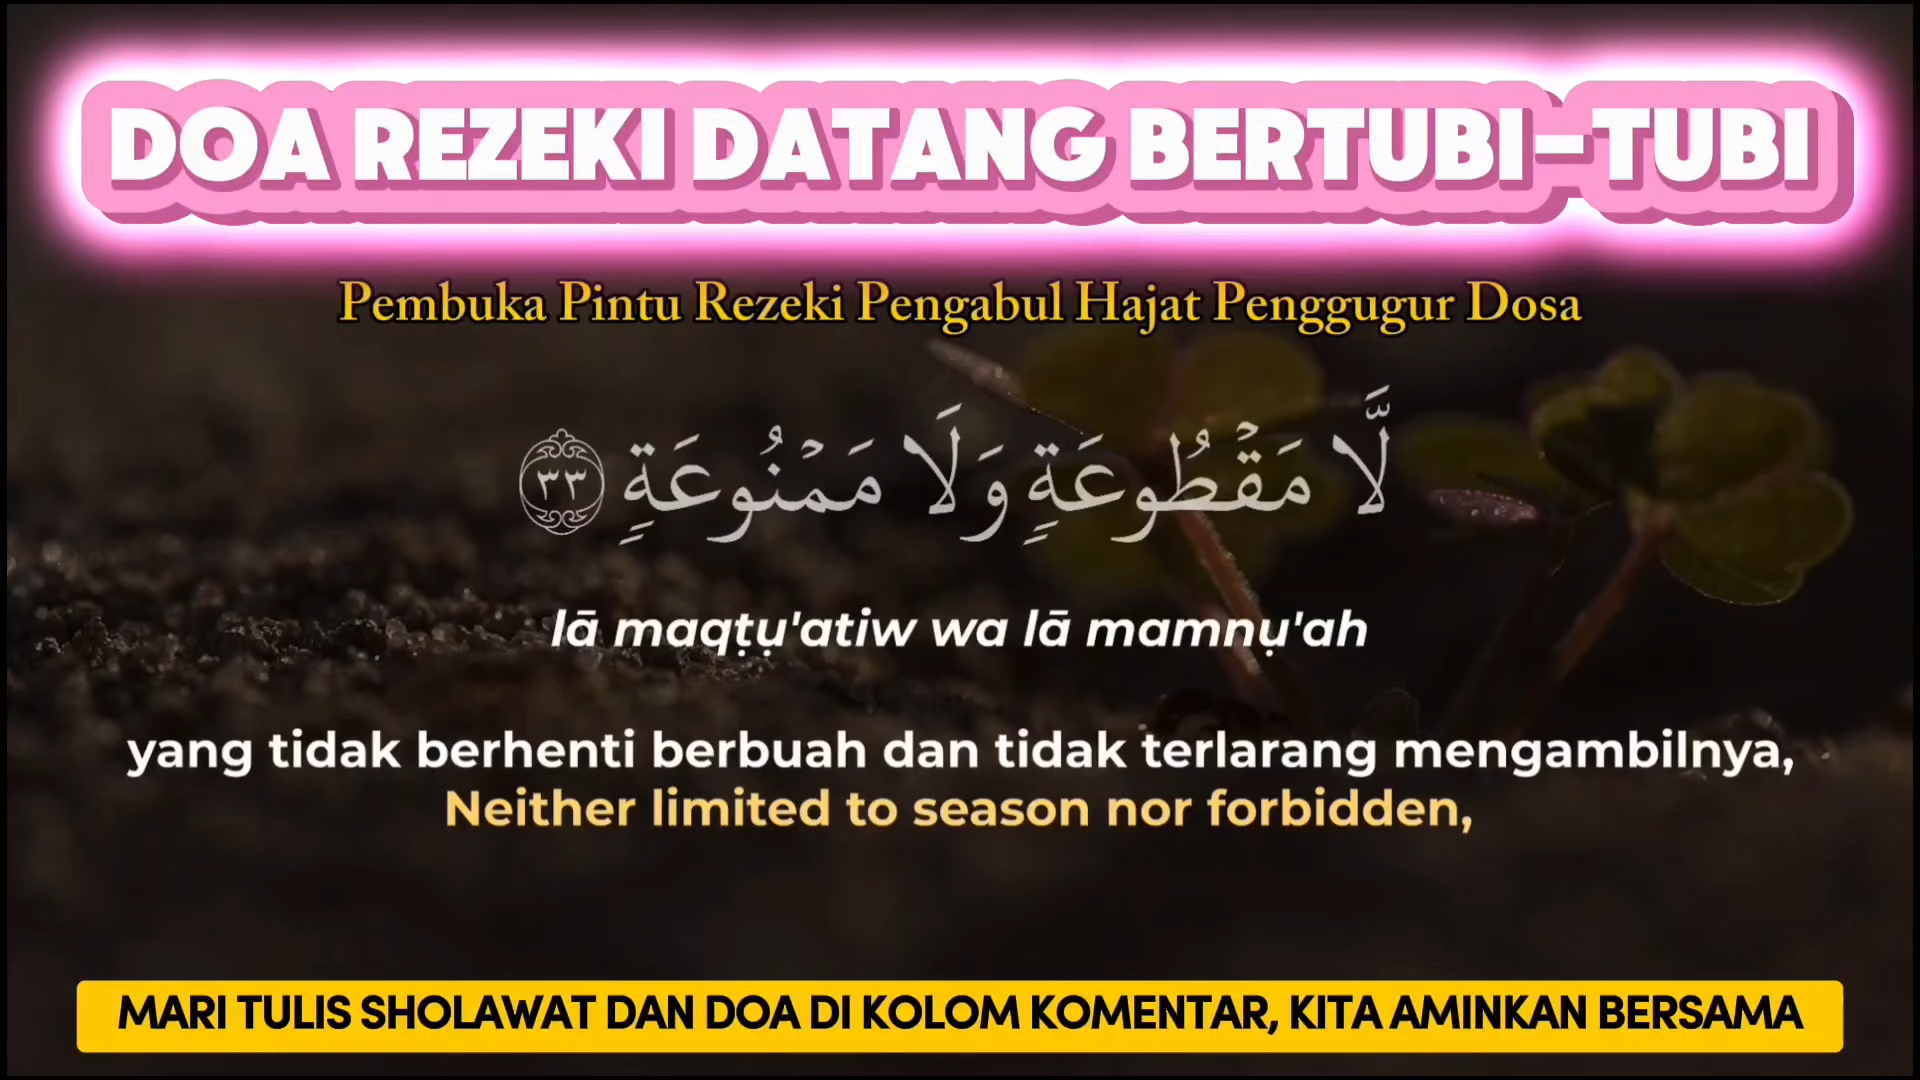 DOA REZEKI DATANG BERTUBI-TUBI
Pembuka Pintu Rezeki Pengabul Hajat Penggugur Dosa
لَّا مَقْطُوعَةٍ وَلَا مَمْنُوعَةٍ ٣٣
lā maqṭụ'atiw wa lā mamnụ'ah
yang tidak berhenti berbuah dan tidak terlarang mengambilnya,
Neither limited to season nor forbidden,
MARI TULIS SHOLAWAT DAN DOA DI KOLOM KOMENTAR, KITA AMINKAN BERSAMA